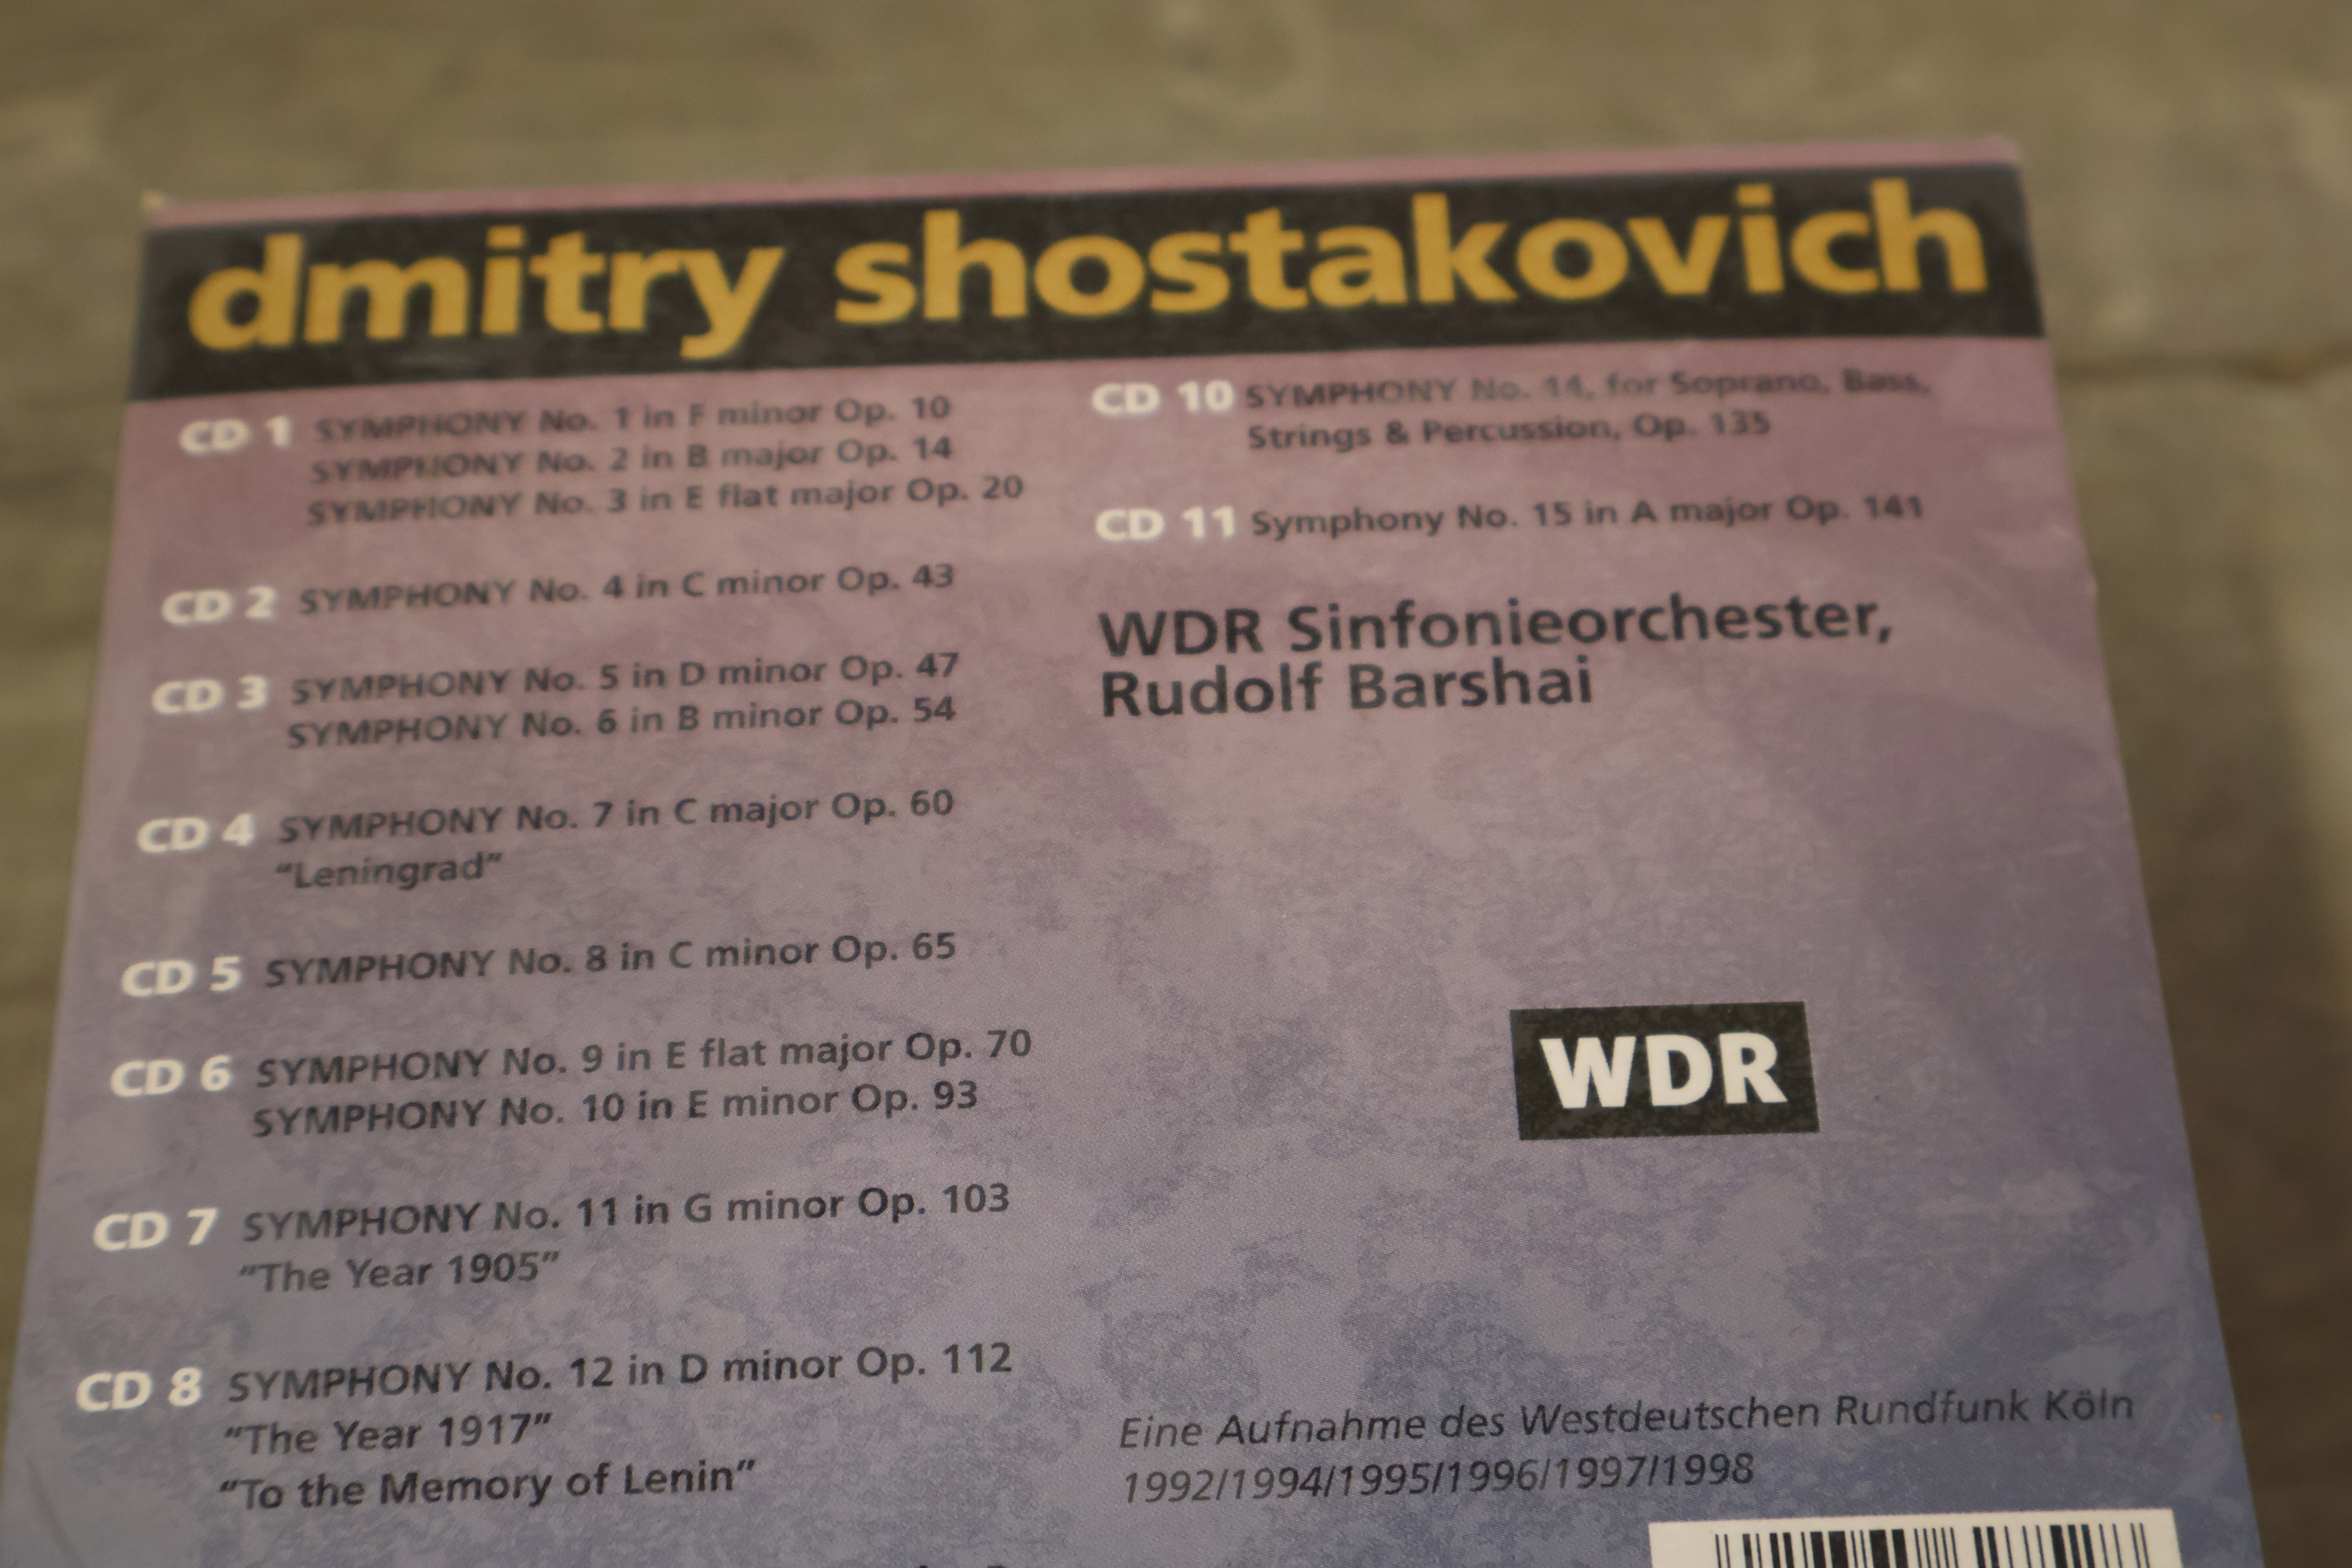 dmitry shostakovich
CD 1 SYMPHONY No. 1 in F minor Op. 10
SYMPHONY No. 2 in B major Op. 14
SYMPHONY No. 3 in E flat major Op. 20
CD 2 SYMPHONY No. 4 in C minor Op. 43
CD 3 SYMPHONY No. 5 in D minor Op. 47
SYMPHONY No. 6 in B minor Op. 54
CD 4 SYMPHONY No. 7 in C major Op. 60
“Leningrad”
CD 5 SYMPHONY No. 8 in C minor Op. 65
CD 6 SYMPHONY No. 9 in E flat major Op. 70
SYMPHONY No. 10 in E minor Op. 93
CD 7 SYMPHONY No. 11 in G minor Op. 103
“The Year 1905”
CD 8 SYMPHONY No. 12 in D minor Op. 112
“The Year 1917”
“To the Memory of Lenin”
CD 10 SYMPHONY No. 14, for Soprano, Bass,
Strings & Percussion, Op. 135
CD 11 Symphony No. 15 in A major Op. 141
WDR Sinfonieorchester,
Rudolf Barshai
WDR
Eine Aufnahme des Westdeutschen Rundfunk Köln
1992/1994/1995/1996/1997/1998